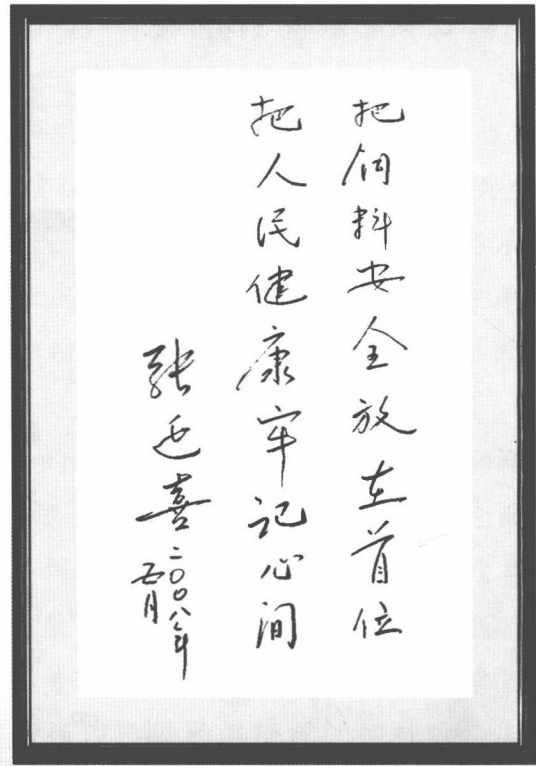 把饲料安全放在首位
把人民健康牢记心间
张延喜
二〇〇八年
五月